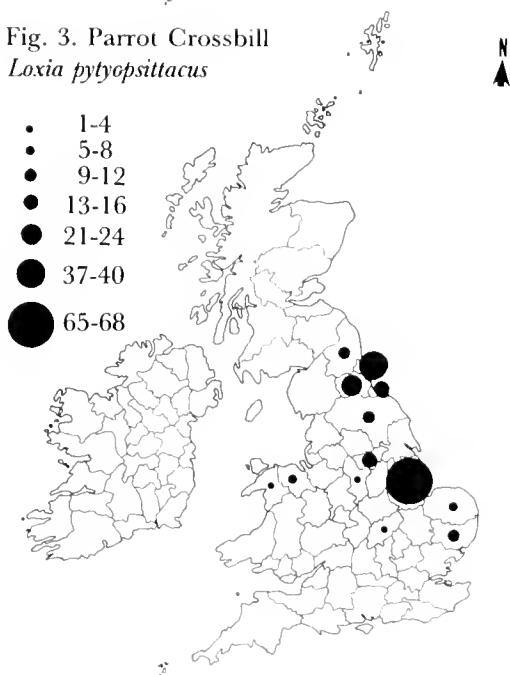 Fig. 3. Parrot Crossbill
Loxia pytyopsittacus
N
1-4
5-8
9-12
13-16
21-24
37-40
65-68